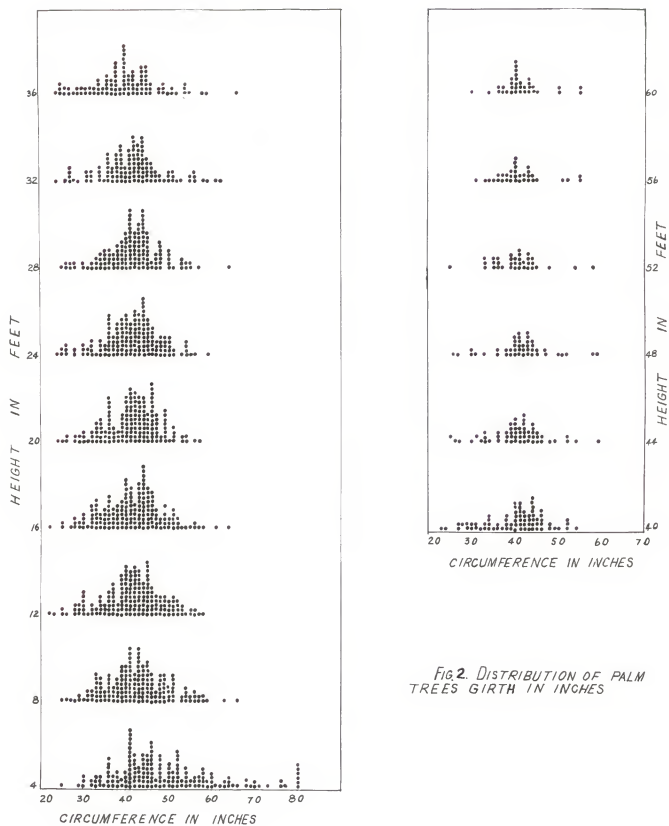 36
32
28
24
20
16
12
8
4
HEIGHT IN FEET
20 30 40 50 60 70 80
CIRCUMFERENCE IN INCHES
60
56
52
48
44
40
HEIGHT IN FEET
20 30 40 50 60 70
CIRCUMFERENCE IN INCHES
FIG. 2. DISTRIBUTION OF PALM
TREES GIRTH IN INCHES